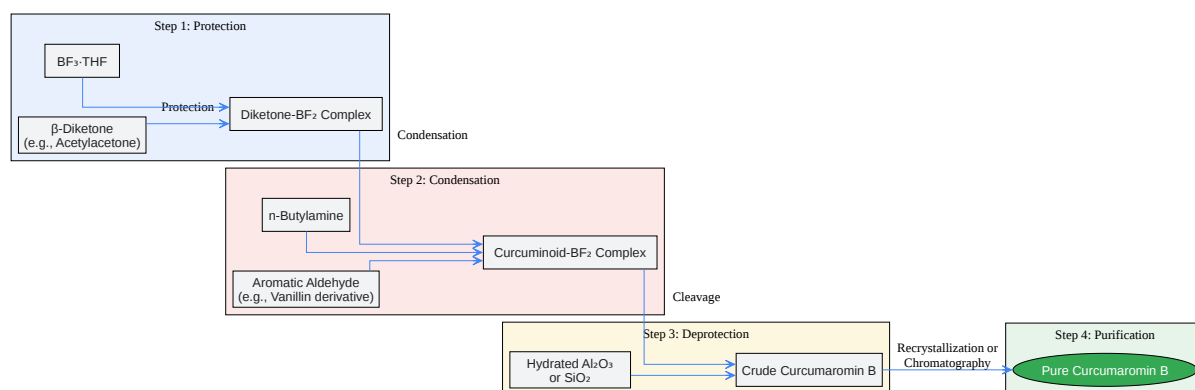 Step 1: Protection
BF₃·THF
Protection
β-Diketone
(e.g., Acetylacetone)
Diketone-BF₂ Complex
Condensation
Step 2: Condensation
n-Butylamine
Aromatic Aldehyde
(e.g., Vanillin derivative)
Curcuminoid-BF₂ Complex
Cleavage
Step 3: Deprotection
Hydrated Al₂O₃
or SiO₂
Crude Curcumaromin B
Recrystallization or
Chromatography
Step 4: Purification
Pure Curcumaromin B